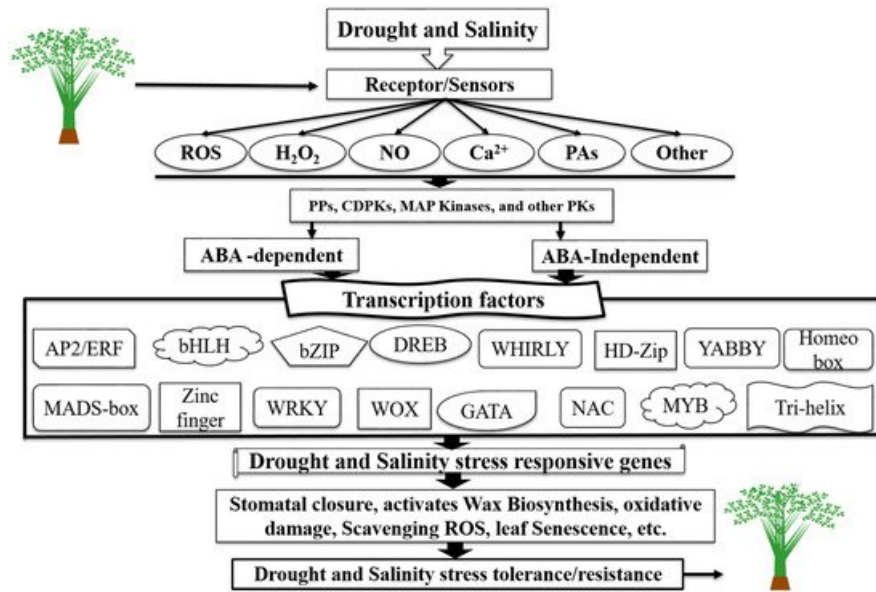 Drought and Salinity
Receptor/Sensors
ROS H₂O₂ NO Ca²⁺ PAs Other
PPs, CDPKs, MAP Kinases, and other PKs
ABA -dependent ABA-Independent
Transcription factors
AP2/ERF bHLH bZIP DREB WHIRLY HD-Zip YABBY Homeo
box
MADS-box Zinc
finger WRKY WOX GATA NAC MYB Tri-helix
Drought and Salinity stress responsive genes
Stomatal closure, activates Wax Biosynthesis, oxidative
damage, Scavenging ROS, leaf Senescence, etc.
Drought and Salinity stress tolerance/resistance